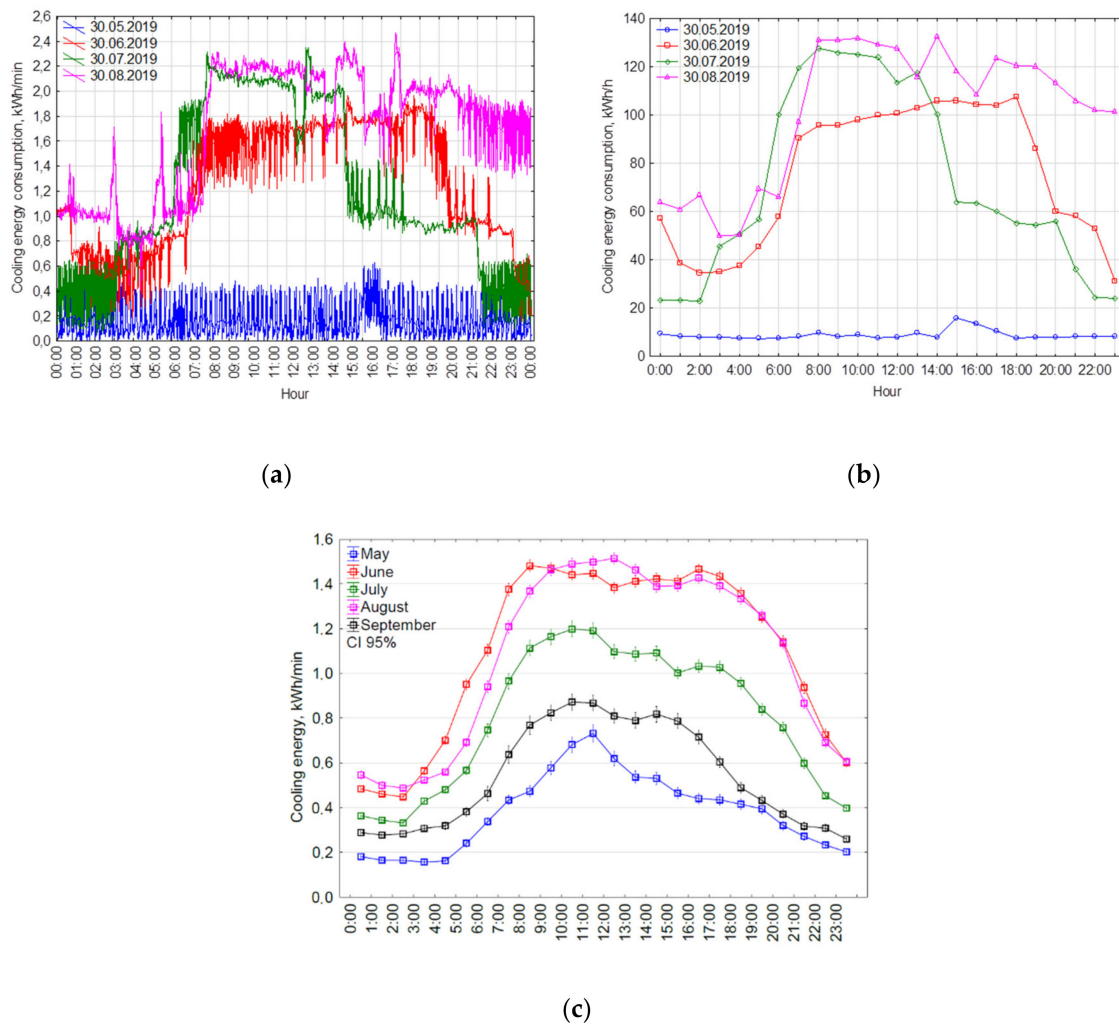 Cooling energy consumption, kWh/min
2,6
2,4
2,2
2,0
1,8
1,6
1,4
1,2
1,0
0,8
0,6
0,4
0,2
0,0
30.05.2019
30.06.2019
30.07.2019
30.08.2019
00:00 01:00 02:00 03:00 04:00 05:00 06:00 07:00 08:00 09:00 10:00 11:00 12:00 13:00 14:00 15:00 16:00 17:00 18:00 19:00 20:00 21:00 22:00 23:00 00:00
Hour
(a)
Cooling energy consumption, kWh/h
140
120
100
80
60
40
20
0
30.05.2019
30.06.2019
30.07.2019
30.08.2019
0:00 2:00 4:00 6:00 8:00 10:00 12:00 14:00 16:00 18:00 20:00 22:00
Hour
(b)
Cooling energy, kWh/min
1.6
1.4
1.2
1.0
0.8
0.6
0.4
0.2
0,0
May
June
July
August
September
CI 95%
0:00 1:00 2:00 3:00 4:00 5:00 6:00 7:00 8:00 9:00 10:00 11:00 12:00 13:00 14:00 15:00 16:00 17:00 18:00 19:00 20:00 21:00 22:00 23:00
(c)